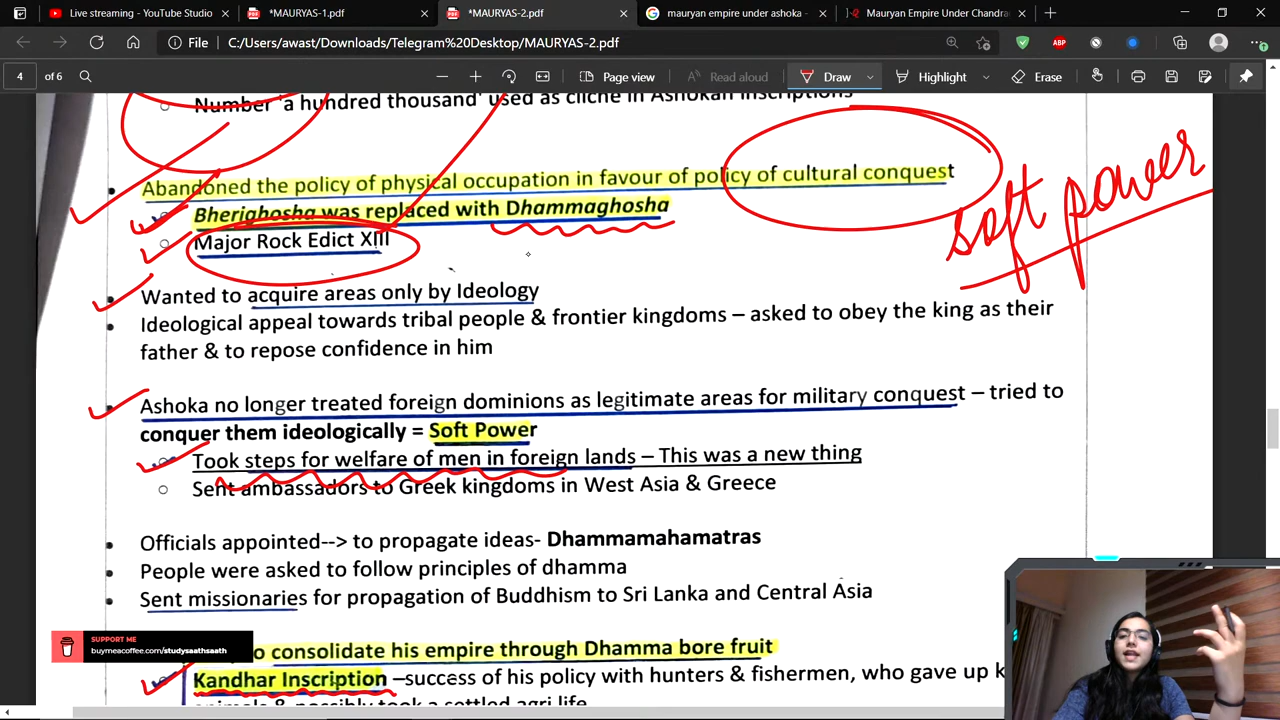 Live streaming - YouTube Studio
*MAURYAS-1.pdf
*MAURYAS-2.pdf
mauryan empire under ashoka -
Mauryan Empire Under Chandra
File
C:/Users/awast/Downloads/Telegram%20Desktop/MAURYAS-2.pdf
4 of 6
Page view
Read aloud
Draw
Highlight
Erase
Number 'a hundred thousand' used as cliche in Ashokan inscriptions
Abandoned the policy of physical occupation in favour of policy of cultural conquest
Bherighosha was replaced with Dhammaghosha
Major Rock Edict XIII
soft power
Wanted to acquire areas only by Ideology
Ideological appeal towards tribal people & frontier kingdoms – asked to obey the king as their
father & to repose confidence in him
Ashoka no longer treated foreign dominions as legitimate areas for military conquest – tried to
conquer them ideologically = Soft Power
Took steps for welfare of men in foreign lands – This was a new thing
Sent ambassadors to Greek kingdoms in West Asia & Greece
Officials appointed--> to propagate ideas- Dhammamahamatras
People were asked to follow principles of dhamma
Sent missionaries for propagation of Buddhism to Sri Lanka and Central Asia
SUPPORT ME
buymeacoffee.com/studysaathsaath
consolidate his empire through Dhamma bore fruit
Kandhar Inscription –success of his policy with hunters & fishermen, who gave up
animals & possibly took a settled agri life